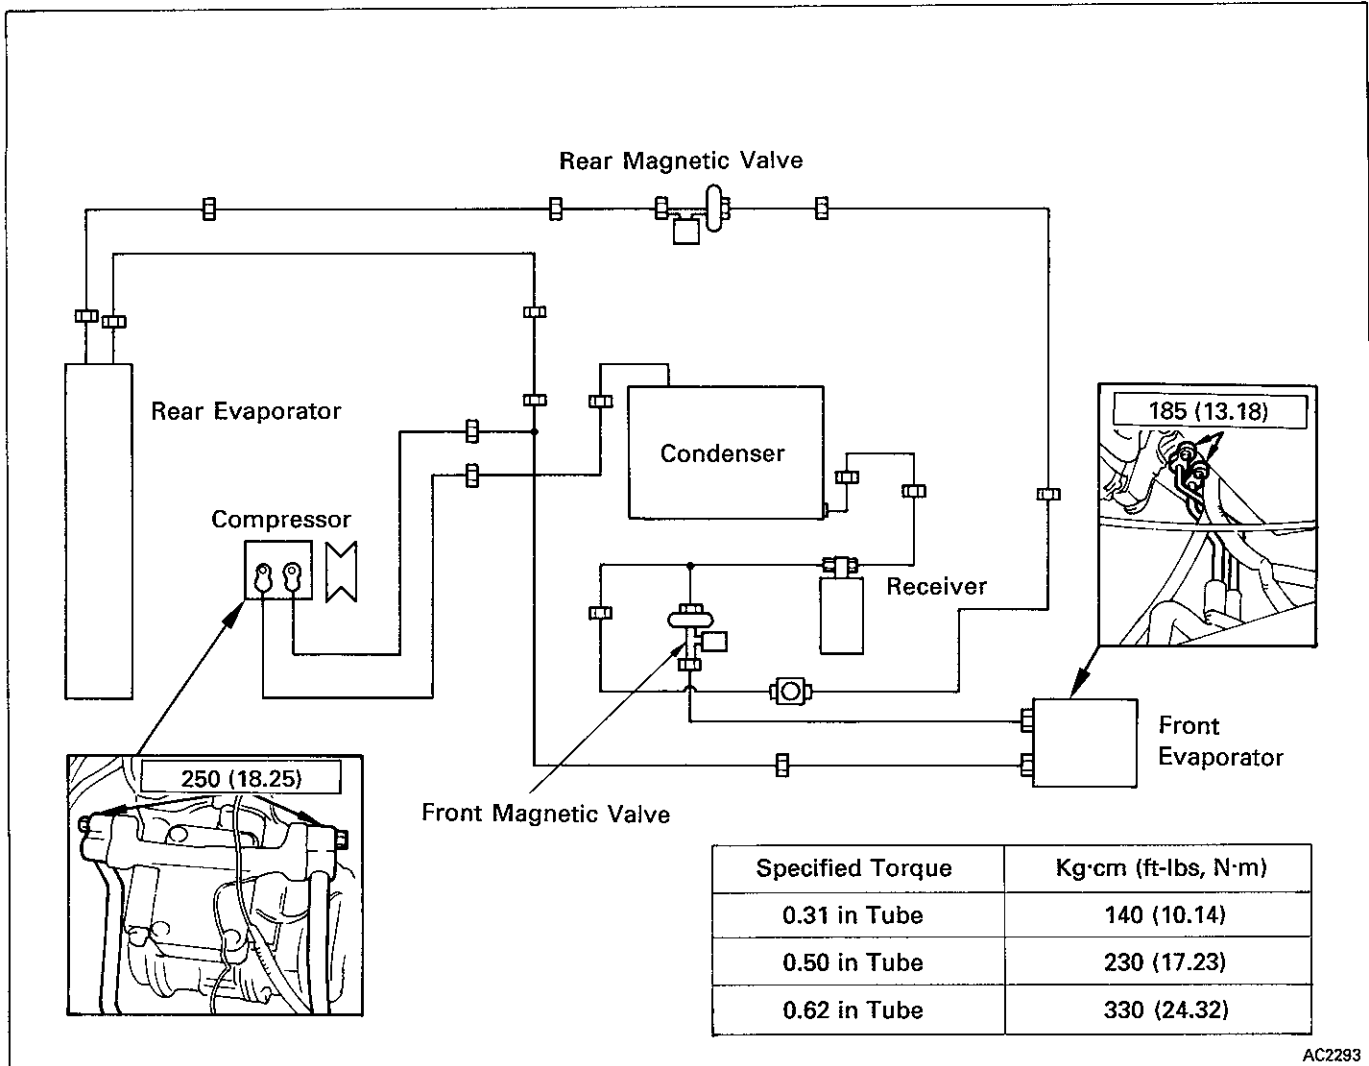 Rear Magnetic Valve
Rear Evaporator
Condenser
185 (13.18)
Compressor
Receiver
Front
Evaporator
250 (18.25)
Front Magnetic Valve
Specified Torque Kg·cm (ft-lbs, N·m)
0.31 in Tube 140 (10.14)
0.50 in Tube 230 (17.23)
0.62 in Tube 330 (24.32)
AC2293